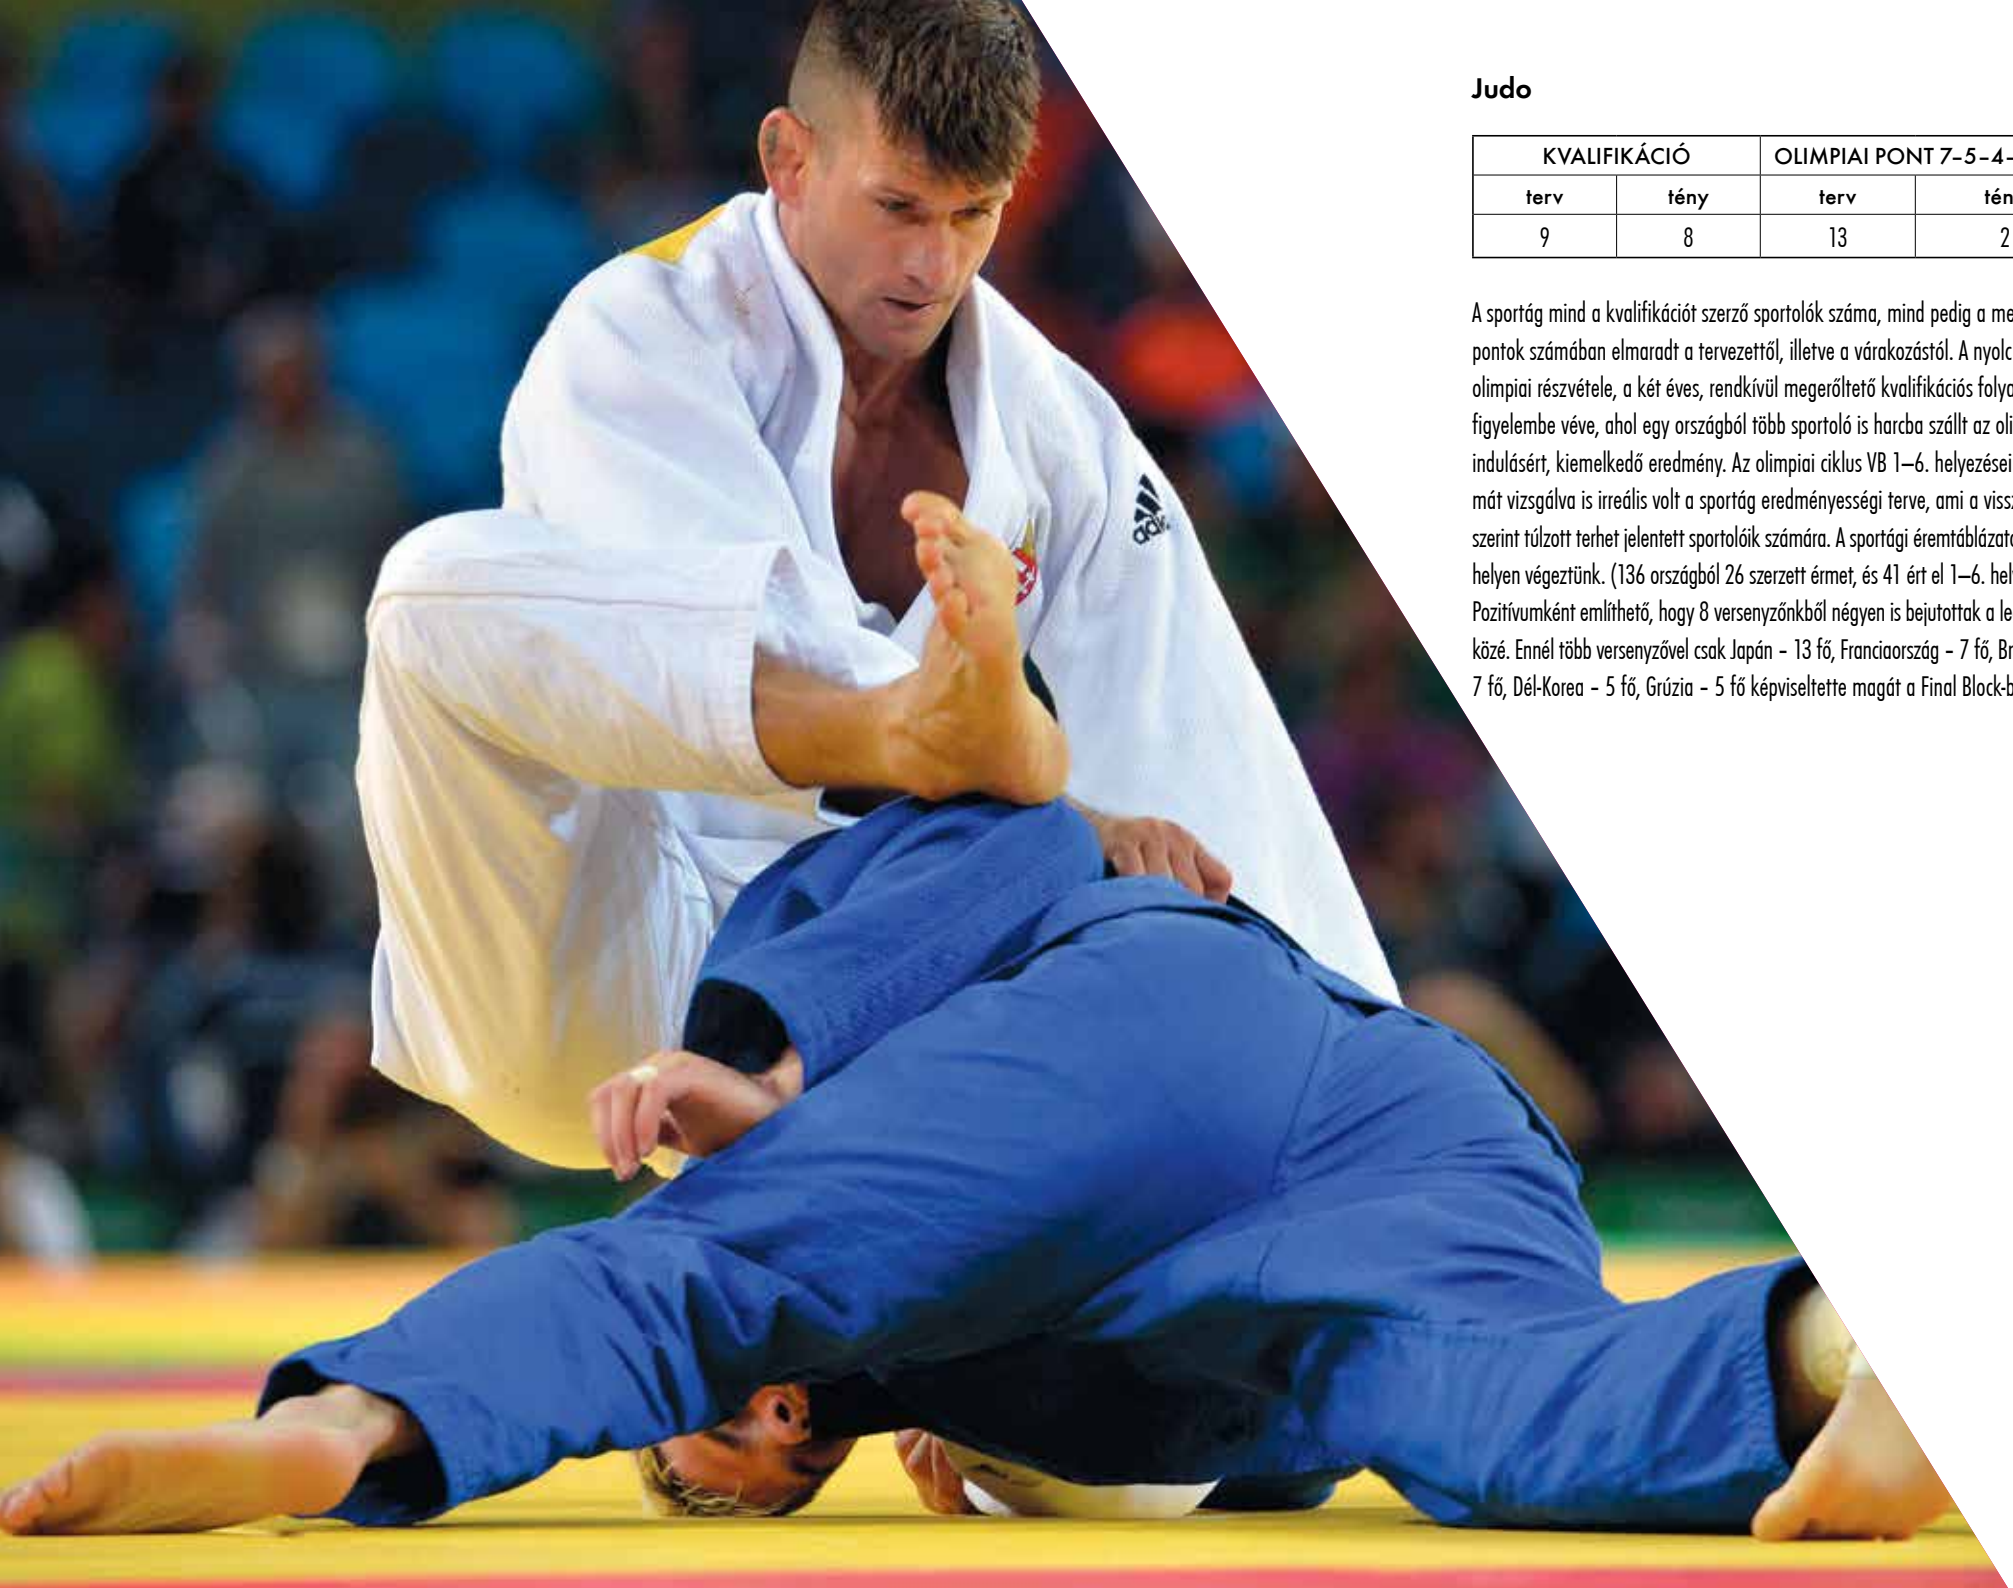 Judo
KVALIFIKÁCIÓ OLIMPIAI PONT 7–5–4–
terv tény terv tén
9 8 13 2
A sportág mind a kvalifikációt szerző sportolók száma, mind pedig a me
pontok számában elmaradt a tervezettől, illetve a várakozástól. A nyolc
olimpiai részvétele, a két éves, rendkívül megerőltető kvalifikációs folya
figyelembe véve, ahol egy országból több sportoló is harcba szállt az oli
indulásért, kiemelkedő eredmény. Az olimpiai ciklus VB 1–6. helyezései
mát vizsgálva is irreális volt a sportág eredményességi terve, ami a vissz
szerint túlzott terhet jelentett sportolóik számára. A sportági éremtáblázato
helyen végeztünk. (136 országból 26 szerzett érmet, és 41 ért el 1–6. hel
Pozitívumként említhető, hogy 8 versenyzőnkből négyen is bejutottak a le
közé. Ennél több versenyzővel csak Japán – 13 fő, Franciaország – 7 fő, Br
7 fő, Dél-Korea – 5 fő, Grúzia – 5 fő képviseltette magát a Final Block-b
adidas